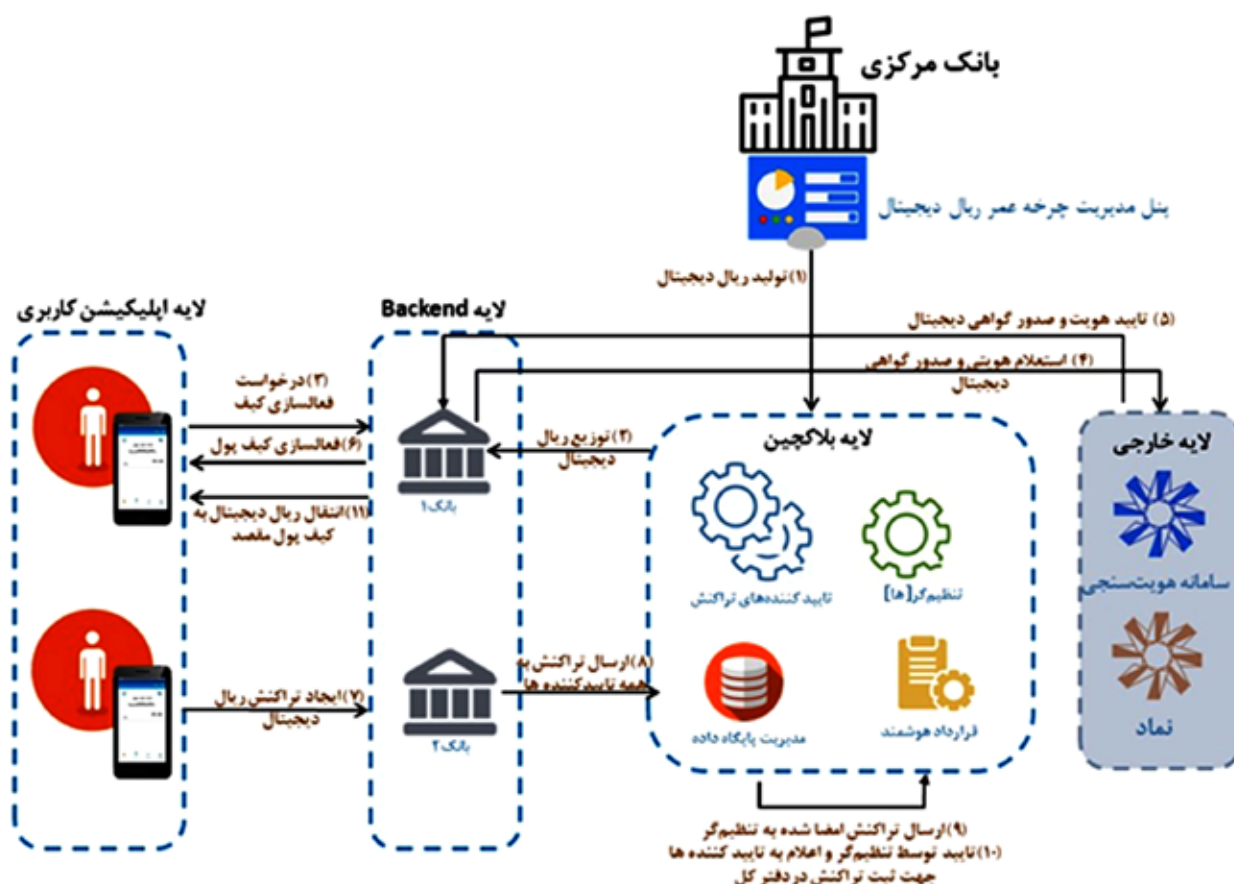 بانک مرکزی
پنل مدیریت چرخه عمر ریال دیجیتال
(۱) تولید ریال دیجیتال
لایه اپلیکیشن کاربری
لایه Backend
(۵) تایید هویت و صدور گواهی دیجیتال
(۴) استعلام هویتی و صدور گواهی
دیجیتال
(۳) درخواست
فعالسازی کیف
(۶) فعالسازی کیف پول
(۱۱) انتقال ریال دیجیتال به
کیف پول مقصد
بانک ۱
(۲) توزیع ریال
دیجیتال
لایه بلاکچین
تایید کننده‌های تراکنش
تنظیم‌گر[ها]
مدیریت پایگاه داده
قرارداد هوشمند
لایه خارجی
سامانه هویت‌سنجی
نماد
(۷) ایجاد تراکنش ریال
دیجیتال
بانک ۲
(۸) ارسال تراکنش به
همه تاییدکننده ها
(۹) ارسال تراکنش امضا شده به تنظیم‌گر
(۱۰) تایید توسط تنظیم‌گر و اعلام به تایید کننده ها
جهت ثبت تراکنش در دفتر کل